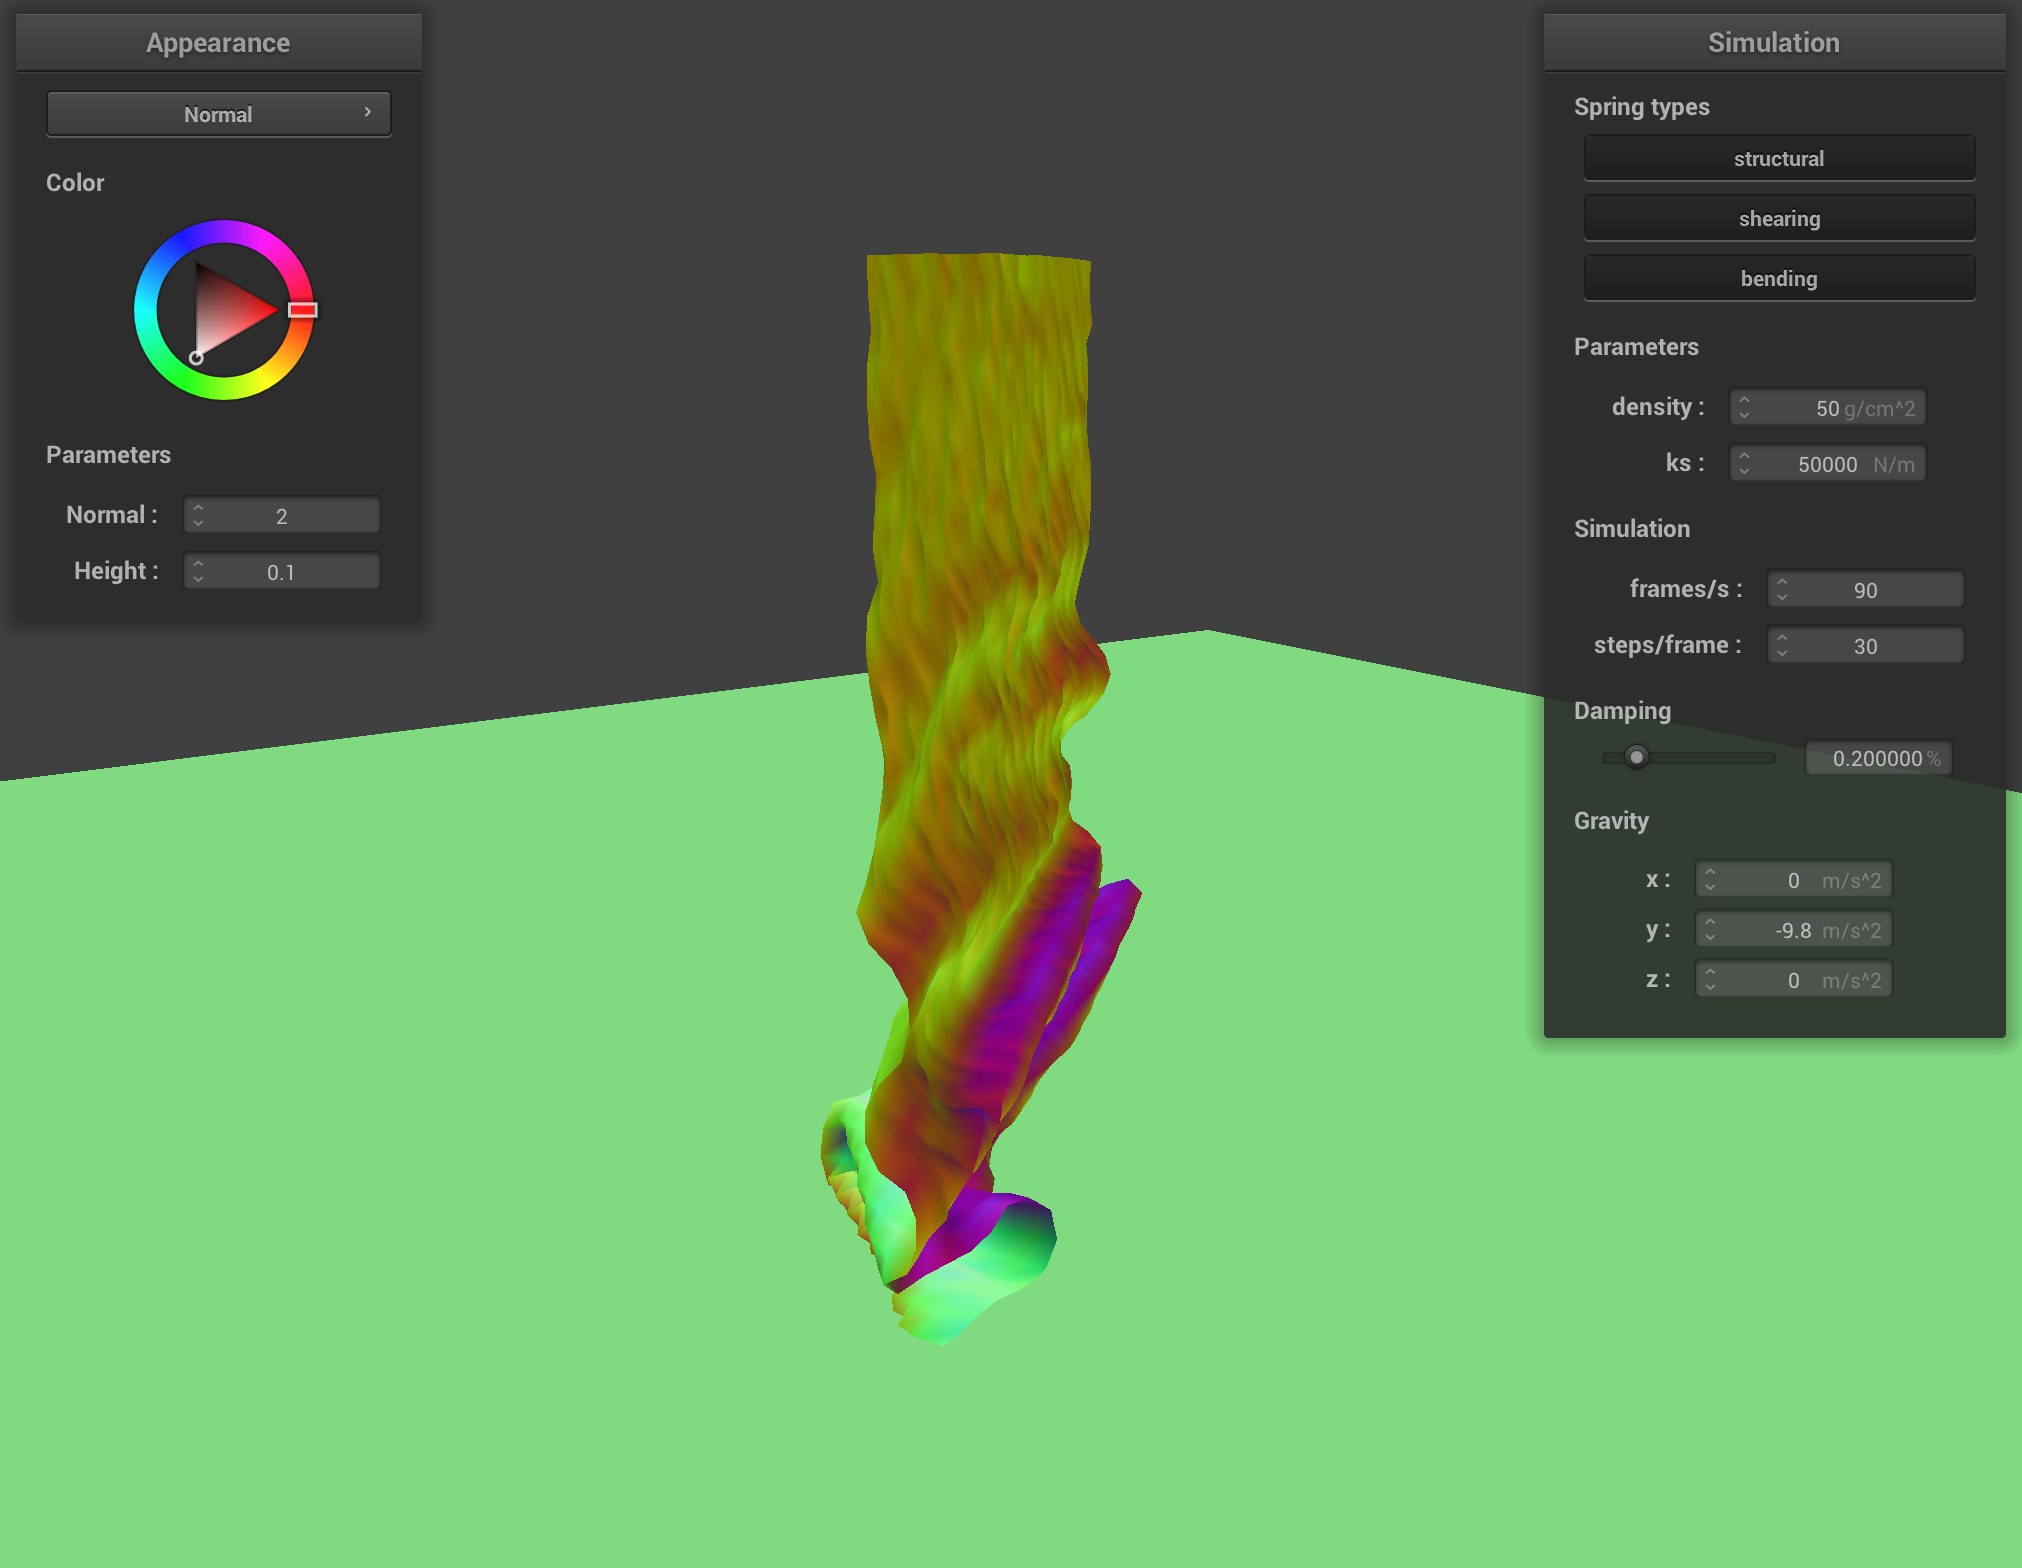 Appearance
Normal
Color
Parameters
Normal : 2
Height : 0.1
Simulation
Spring types
structural
shearing
bending
Parameters
density : 50 g/cm^2
ks : 50000 N/m
Simulation
frames/s : 90
steps/frame : 30
Damping
0.200000 %
Gravity
x : 0 m/s^2
y : -9.8 m/s^2
z : 0 m/s^2